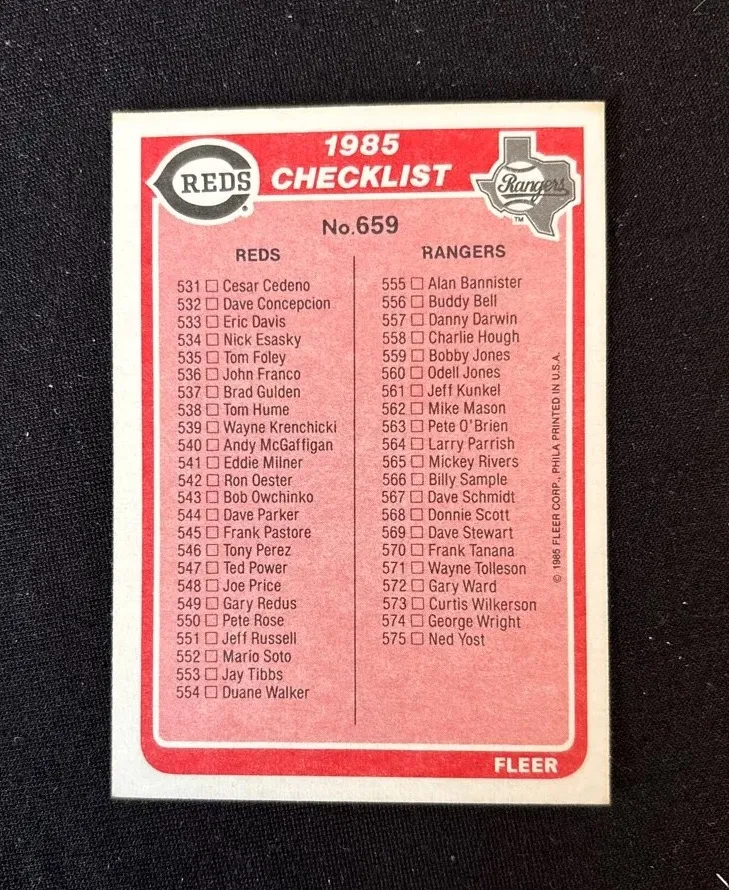 REDS
1985
CHECKLIST
Rangers
TM
No.659
REDS
531 Cesar Cedeno
532 Dave Concepcion
533 Eric Davis
534 Nick Esasky
535 Tom Foley
536 John Franco
537 Brad Gulden
538 Tom Hume
539 Wayne Krenchicki
540 Andy McGaffigan
541 Eddie Milner
542 Ron Oester
543 Bob Owchinko
544 Dave Parker
545 Frank Pastore
546 Tony Perez
547 Ted Power
548 Joe Price
549 Gary Redus
550 Pete Rose
551 Jeff Russell
552 Mario Soto
553 Jay Tibbs
554 Duane Walker
RANGERS
555 Alan Bannister
556 Buddy Bell
557 Danny Darwin
558 Charlie Hough
559 Bobby Jones
560 Odell Jones
561 Jeff Kunkel
562 Mike Mason
563 Pete O'Brien
564 Larry Parrish
565 Mickey Rivers
566 Billy Sample
567 Dave Schmidt
568 Donnie Scott
569 Dave Stewart
570 Frank Tanana
571 Wayne Tolleson
572 Gary Ward
573 Curtis Wilkerson
574 George Wright
575 Ned Yost
© 1985 FLEER CORP., PHILA PRINTED IN U.S.A.
FLEER